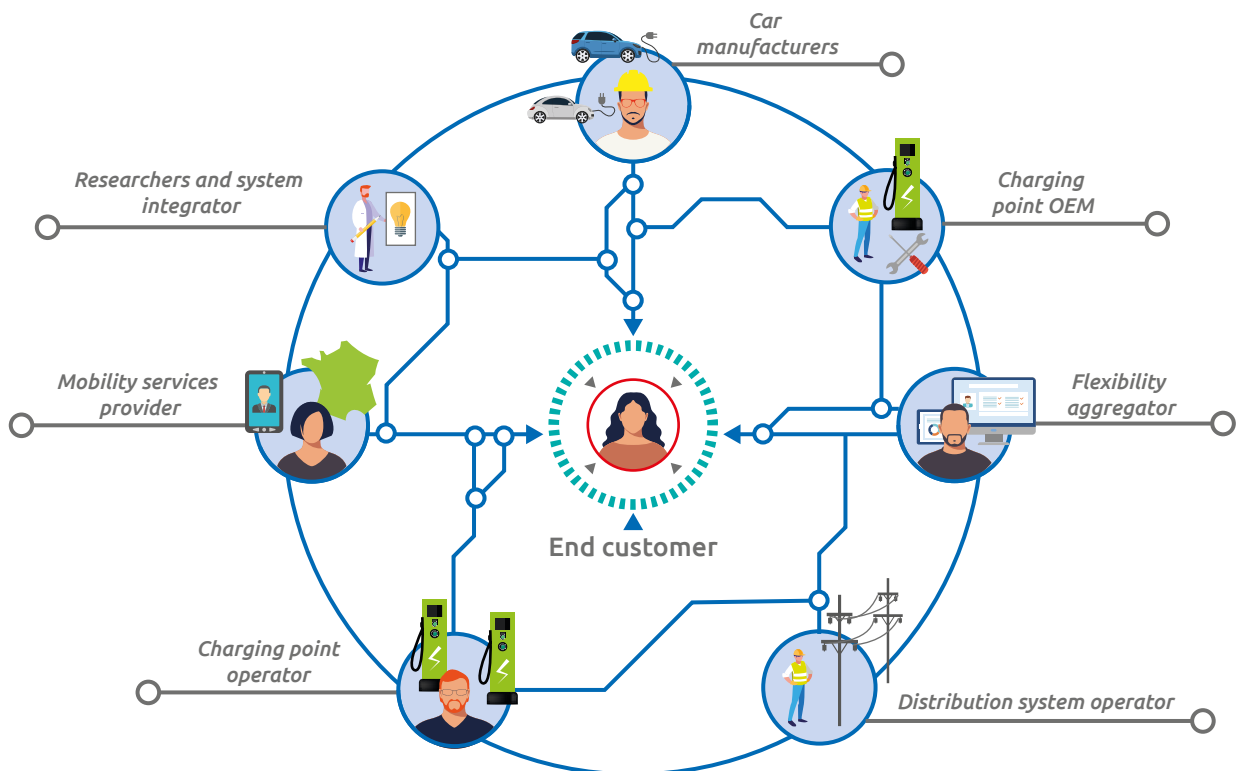 Car
manufacturers
Researchers and system
integrator
Charging
point OEM
Mobility services
provider
Flexibility
aggregator
End customer
Charging point
operator
Distribution system operator